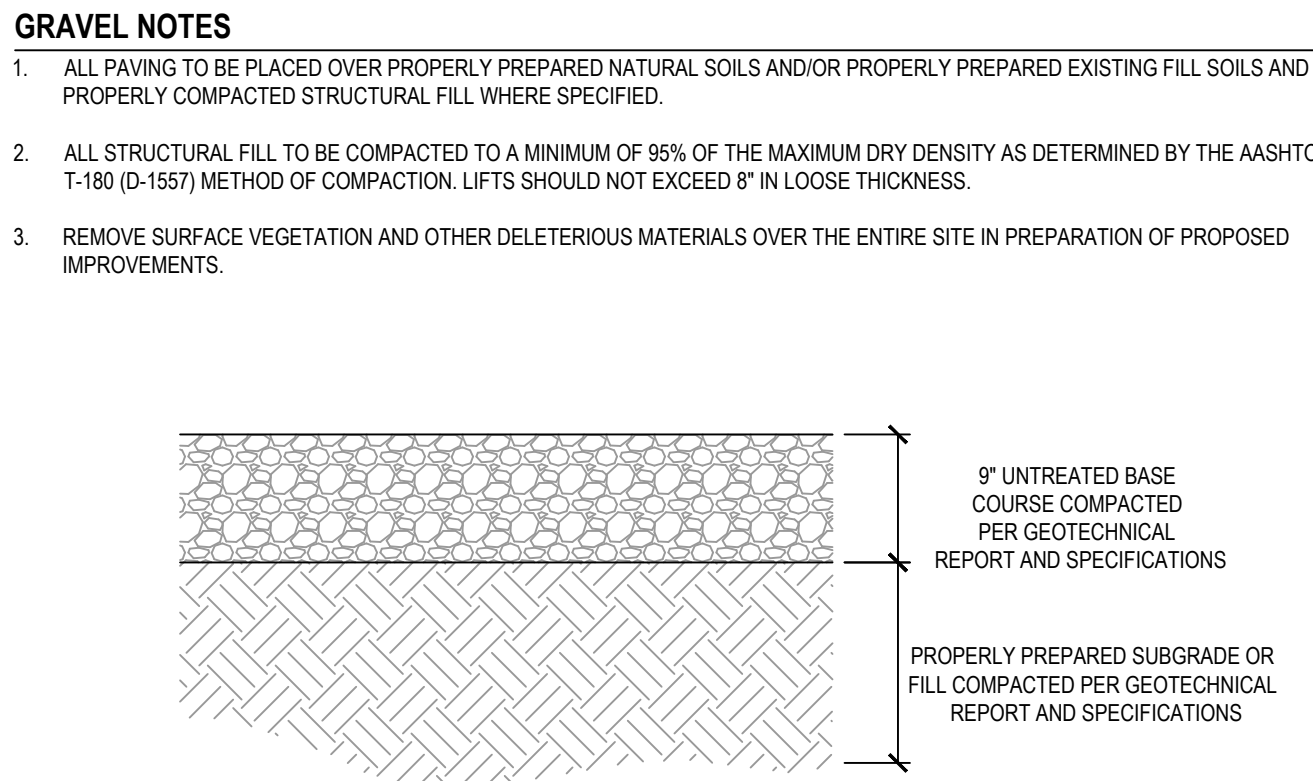 GRAVEL NOTES
1. ALL PAVING TO BE PLACED OVER PROPERLY PREPARED NATURAL SOILS AND/OR PROPERLY PREPARED EXISTING FILL SOILS AND
PROPERLY COMPACTED STRUCTURAL FILL WHERE SPECIFIED.
2. ALL STRUCTURAL FILL TO BE COMPACTED TO A MINIMUM OF 95% OF THE MAXIMUM DRY DENSITY AS DETERMINED BY THE AASHTO
T-180 (D-1557) METHOD OF COMPACTION. LIFTS SHOULD NOT EXCEED 8" IN LOOSE THICKNESS.
3. REMOVE SURFACE VEGETATION AND OTHER DELETERIOUS MATERIALS OVER THE ENTIRE SITE IN PREPARATION OF PROPOSED
IMPROVEMENTS.
9" UNTREATED BASE
COURSE COMPACTED
PER GEOTECHNICAL
REPORT AND SPECIFICATIONS
PROPERLY PREPARED SUBGRADE OR
FILL COMPACTED PER GEOTECHNICAL
REPORT AND SPECIFICATIONS